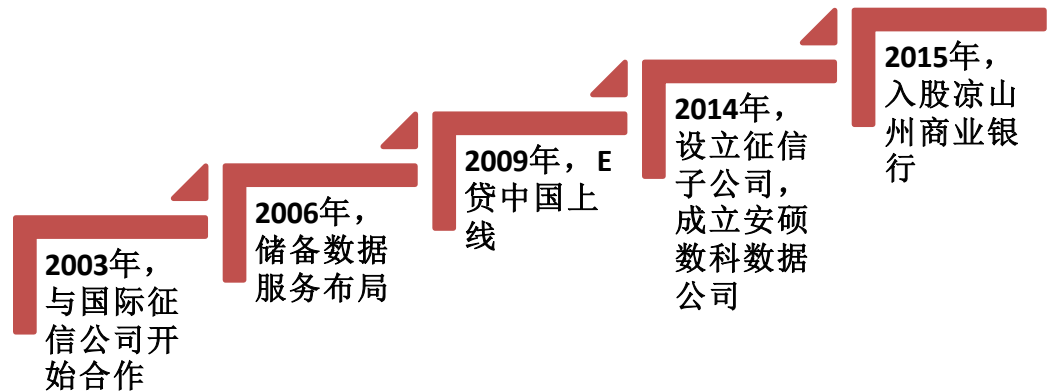 2003年，
与国际征
信公司开
始合作
2006年，
储备数据
服务布局
2009年，E
贷中国上
线
2014年，
设立征信
子公司，
成立安硕
数科数据
公司
2015年，
入股凉山
州商业银
行